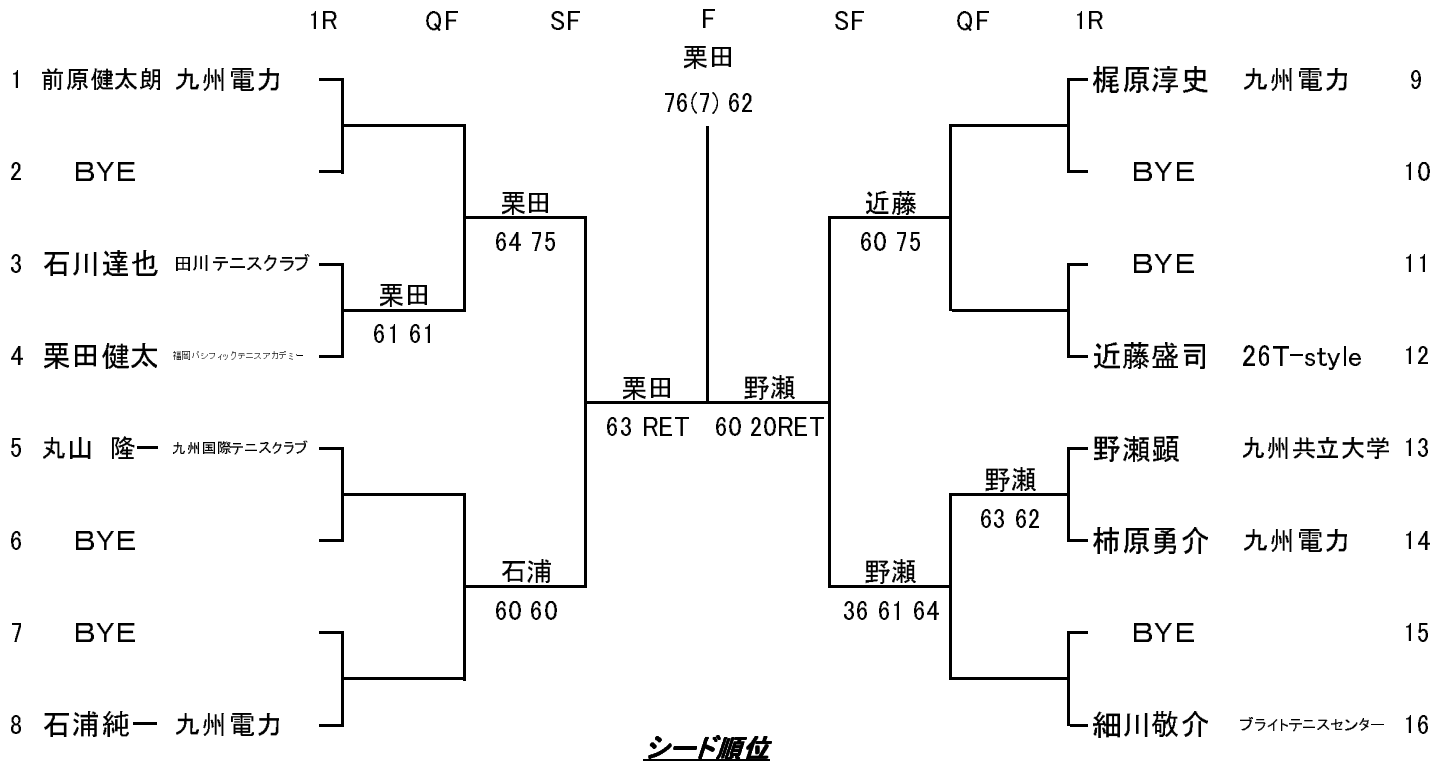 1R QF SF F SF QF 1R
栗田
76(7) 62
1 前原健太朗 九州電力
2 BYE
3 石川達也 田川テニスクラブ
4 栗田健太 福岡パシフィックテニスアカデミー
5 丸山 隆一 九州国際テニスクラブ
6 BYE
7 BYE
8 石浦純一 九州電力
栗田
61 61
栗田
64 75
石浦
60 60
栗田
63 RET
野瀬
60 20RET
近藤
60 75
野瀬
36 61 64
野瀬
63 62
梶原淳史 九州電力 9
BYE 10
BYE 11
近藤盛司 26T-style 12
野瀬顕 九州共立大学 13
柿原勇介 九州電力 14
BYE 15
細川敬介 ブライトテニスセンター 16
シード順位